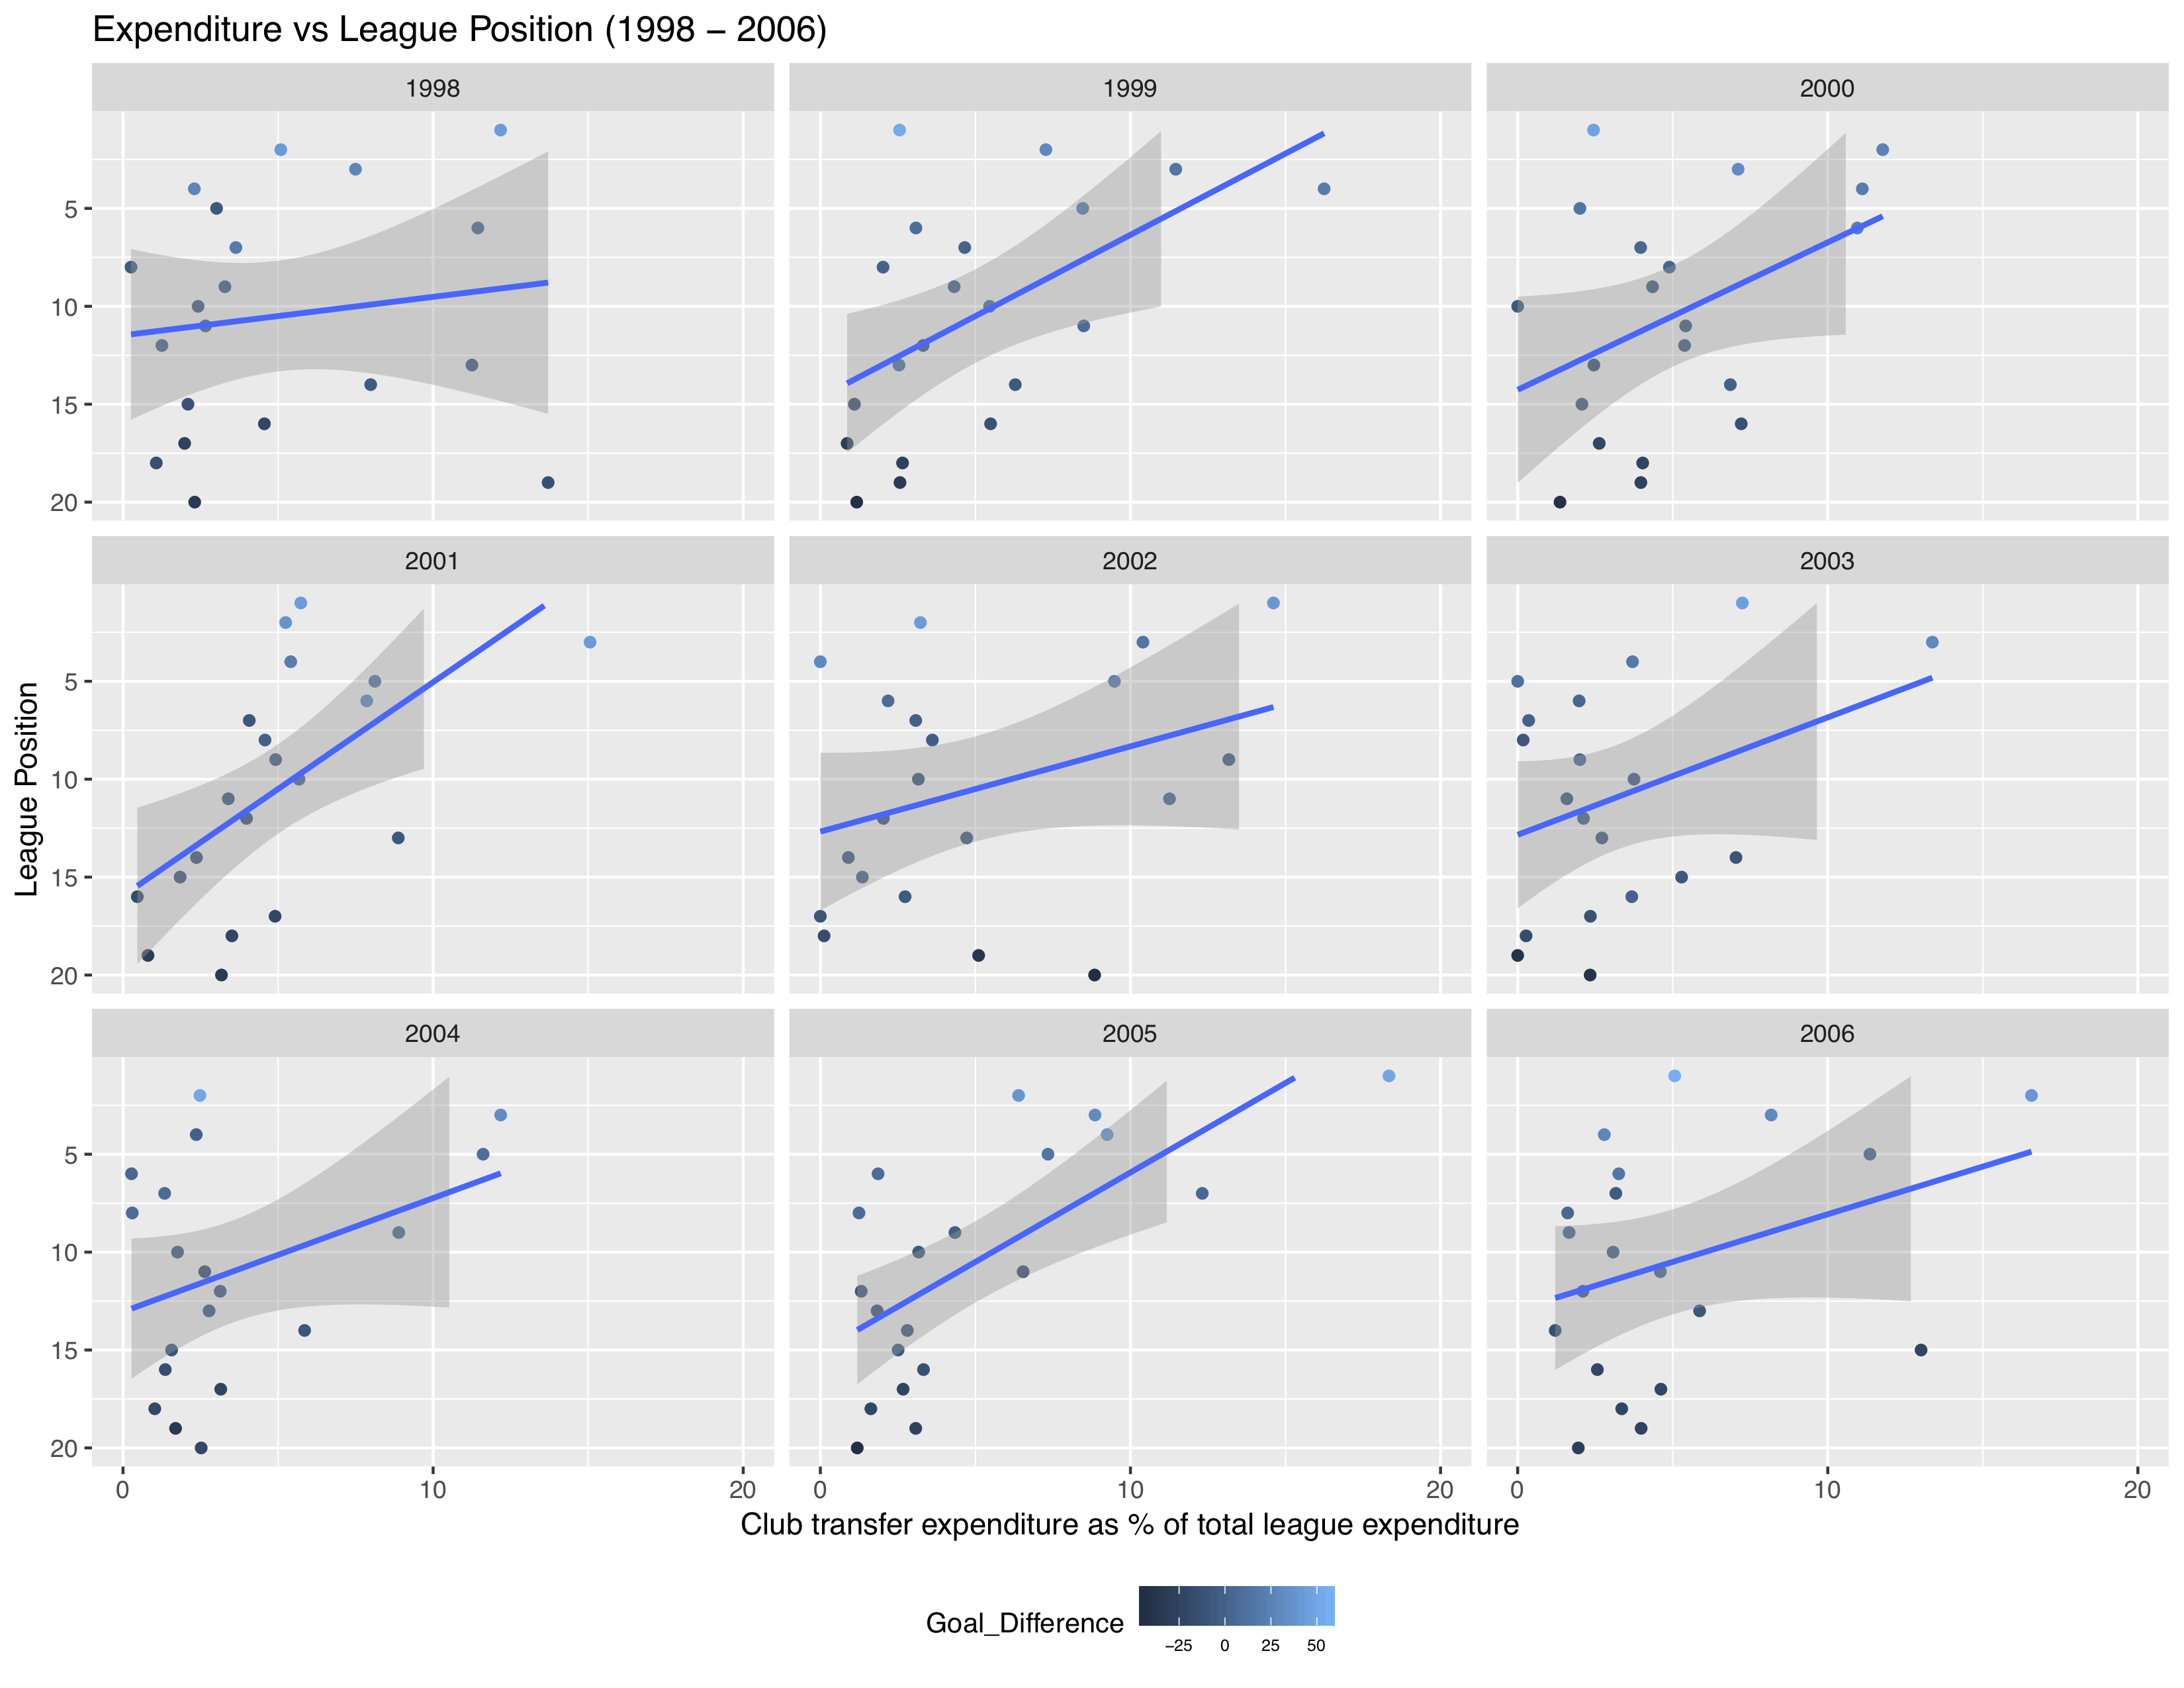 Expenditure vs League Position (1998 − 2006)
1998 1999 2000
5
10
15
20
2001 2002 2003
5
10
15
20
League Position
2004 2005 2006
5
10
15
20
0 10 20 0 10 20 0 10 20
Club transfer expenditure as % of total league expenditure
Goal_Difference
−25 0 25 50